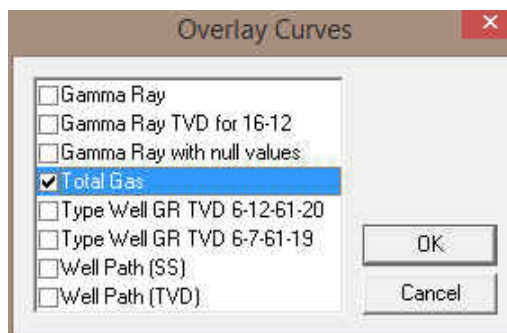 Overlay Curves
Gamma Ray
Gamma Ray TVD for 16-12
Gamma Ray with null values
Total Gas
Type Well GR TVD 6-12-61-20
Type Well GR TVD 6-7-61-19
Well Path (SS)
Well Path (TVD)
OK
Cancel